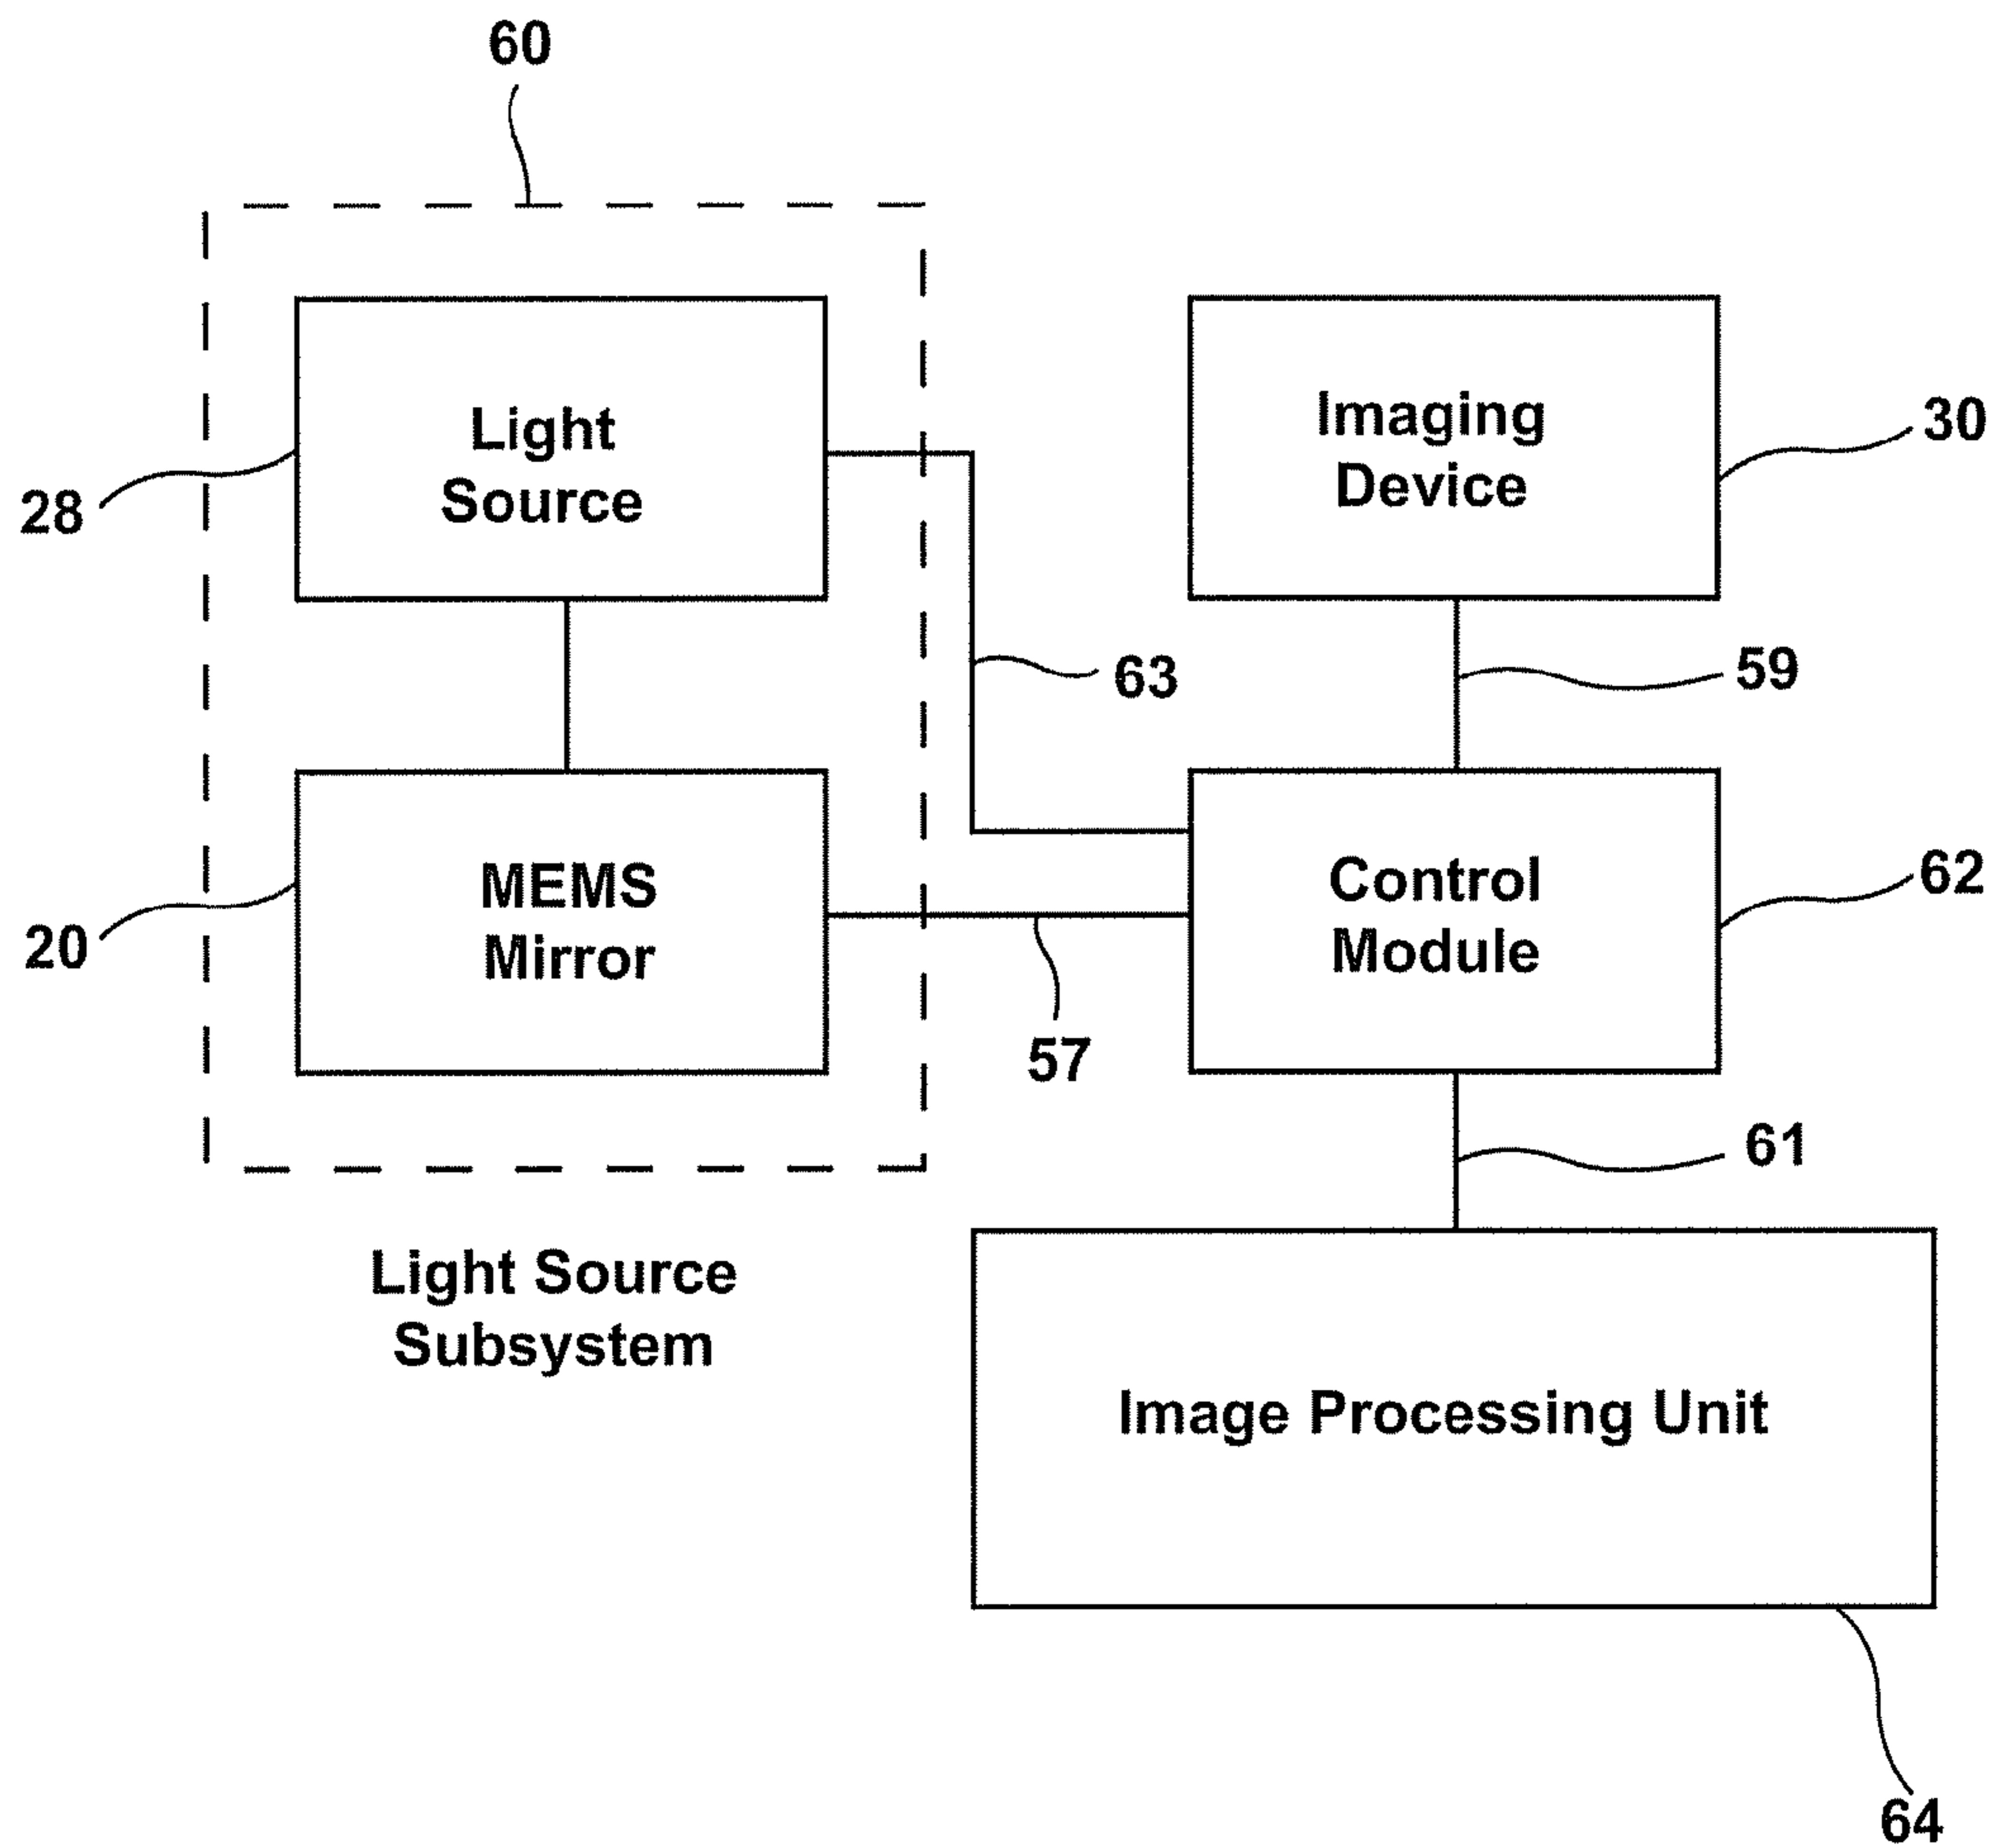 60
Light
Source
28
Imaging
Device
30
63
59
MEMS
Mirror
20
Control
Module
62
57
61
Light Source
Subsystem
Image Processing Unit
64